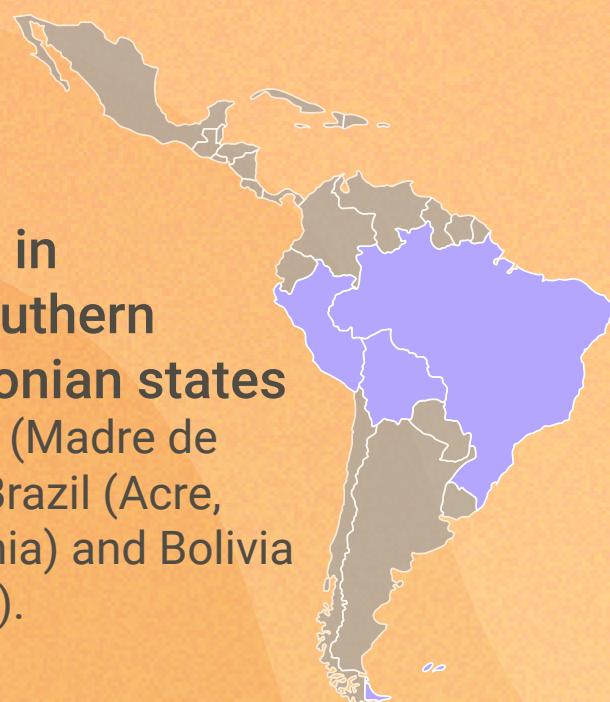 in
uthern
onian states
(Madre de
Brazil (Acre,
nia) and Bolivia
).